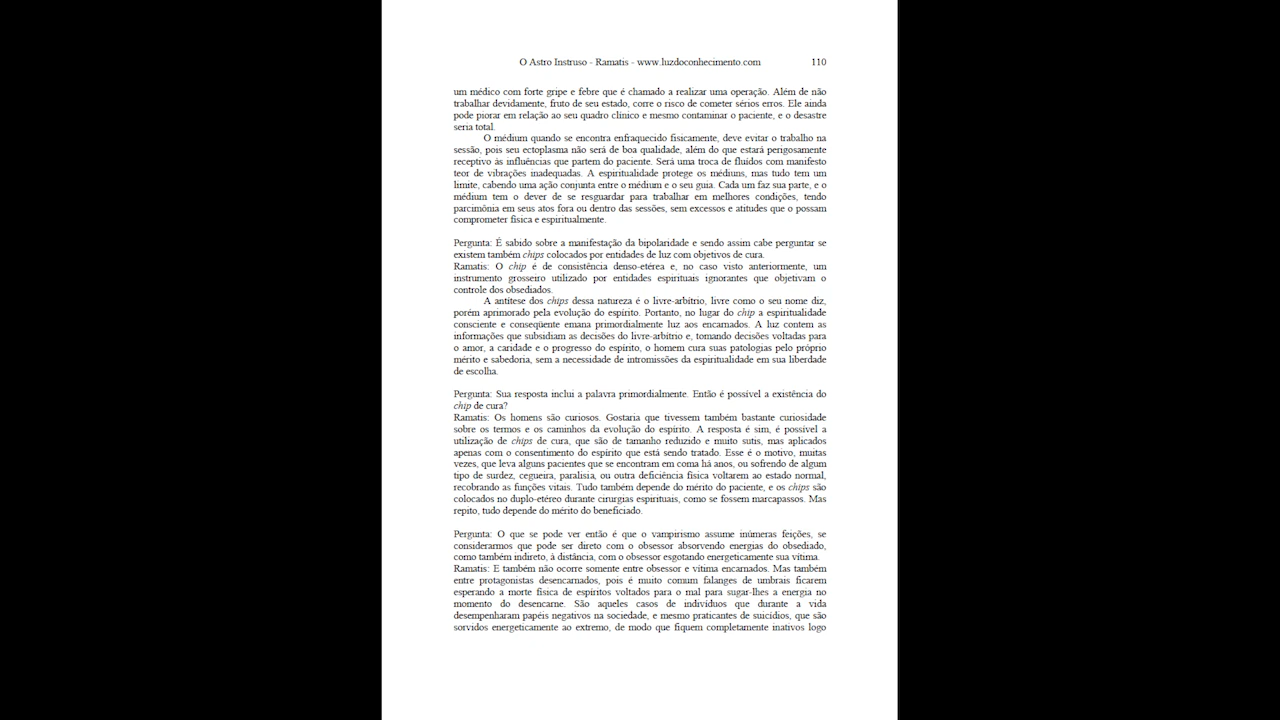 O Astro Instruso - Ramatis - www.luzdoconhecimento.com 110
um médico com forte gripe e febre que é chamado a realizar uma operação. Além de não
trabalhar devidamente, fruto de seu estado, corre o risco de cometer sérios erros. Ele ainda
pode piorar em relação ao seu quadro clínico e mesmo contaminar o paciente, e o desastre
seria total.
O médium quando se encontra enfraquecido fisicamente, deve evitar o trabalho na
sessão, pois seu ectoplasma não será de boa qualidade, além do que estará perigosamente
receptivo às influências que partem do paciente. Será uma troca de fluídos com manifesto
teor de vibrações inadequadas. A espiritualidade protege os médiuns, mas tudo tem um
limite, cabendo uma ação conjunta entre o médium e o seu guia. Cada um faz sua parte, e o
médium tem o dever de se resguardar para trabalhar em melhores condições, tendo
parcimônia em seus atos fora ou dentro das sessões, sem excessos e atitudes que o possam
comprometer física e espiritualmente.
Pergunta: É sabido sobre a manifestação da bipolaridade e sendo assim cabe perguntar se
existem também chips colocados por entidades de luz com objetivos de cura.
Ramatis: O chip é de consistência denso-etérea e, no caso visto anteriormente, um
instrumento grosseiro utilizado por entidades espirituais ignorantes que objetivam o
controle dos obsediados.
A antítese dos chips dessa natureza é o livre-arbítrio, livre como o seu nome diz,
porém aprimorado pela evolução do espírito. Portanto, no lugar do chip a espiritualidade
consciente e conseqüente emana primordialmente luz aos encarnados. A luz contem as
informações que subsidiam as decisões do livre-arbítrio e, tomando decisões voltadas para
o amor, a caridade e o progresso do espírito, o homem cura suas patologias pelo próprio
mérito e sabedoria, sem a necessidade de intromissões da espiritualidade em sua liberdade
de escolha.
Pergunta: Sua resposta inclui a palavra primordialmente. Então é possível a existência do
chip de cura?
Ramatis: Os homens são curiosos. Gostaria que tivessem também bastante curiosidade
sobre os termos e os caminhos da evolução do espírito. A resposta é sim, é possível a
utilização de chips de cura, que são de tamanho reduzido e muito sutis, mas aplicados
apenas com o consentimento do espírito que está sendo tratado. Esse é o motivo, muitas
vezes, que leva alguns pacientes que se encontram em coma há anos, ou sofrendo de algum
tipo de surdez, cegueira, paralisia, ou outra deficiência física voltarem ao estado normal,
recobrando as funções vitais. Tudo também depende do mérito do paciente, e os chips são
colocados no duplo-etéreo durante cirurgias espirituais, como se fossem marcapassos. Mas
repito, tudo depende do mérito do beneficiado.
Pergunta: O que se pode ver então é que o vampirismo assume inúmeras feições, se
considerarmos que pode ser direto com o obsessor absorvendo energias do obsediado,
como também indireto, à distância, com o obsessor esgotando energeticamente sua vítima.
Ramatis: E também não ocorre somente entre obsessor e vítima encarnados. Mas também
entre protagonistas desencarnados, pois é muito comum falanges de umbrais ficarem
esperando a morte física de espíritos voltados para o mal para sugar-lhes a energia no
momento do desencarne. São aqueles casos de indivíduos que durante a vida
desempenharam papéis negativos na sociedade, e mesmo praticantes de suicídios, que são
sorvidos energeticamente ao extremo, de modo que fiquem completamente inativos logo